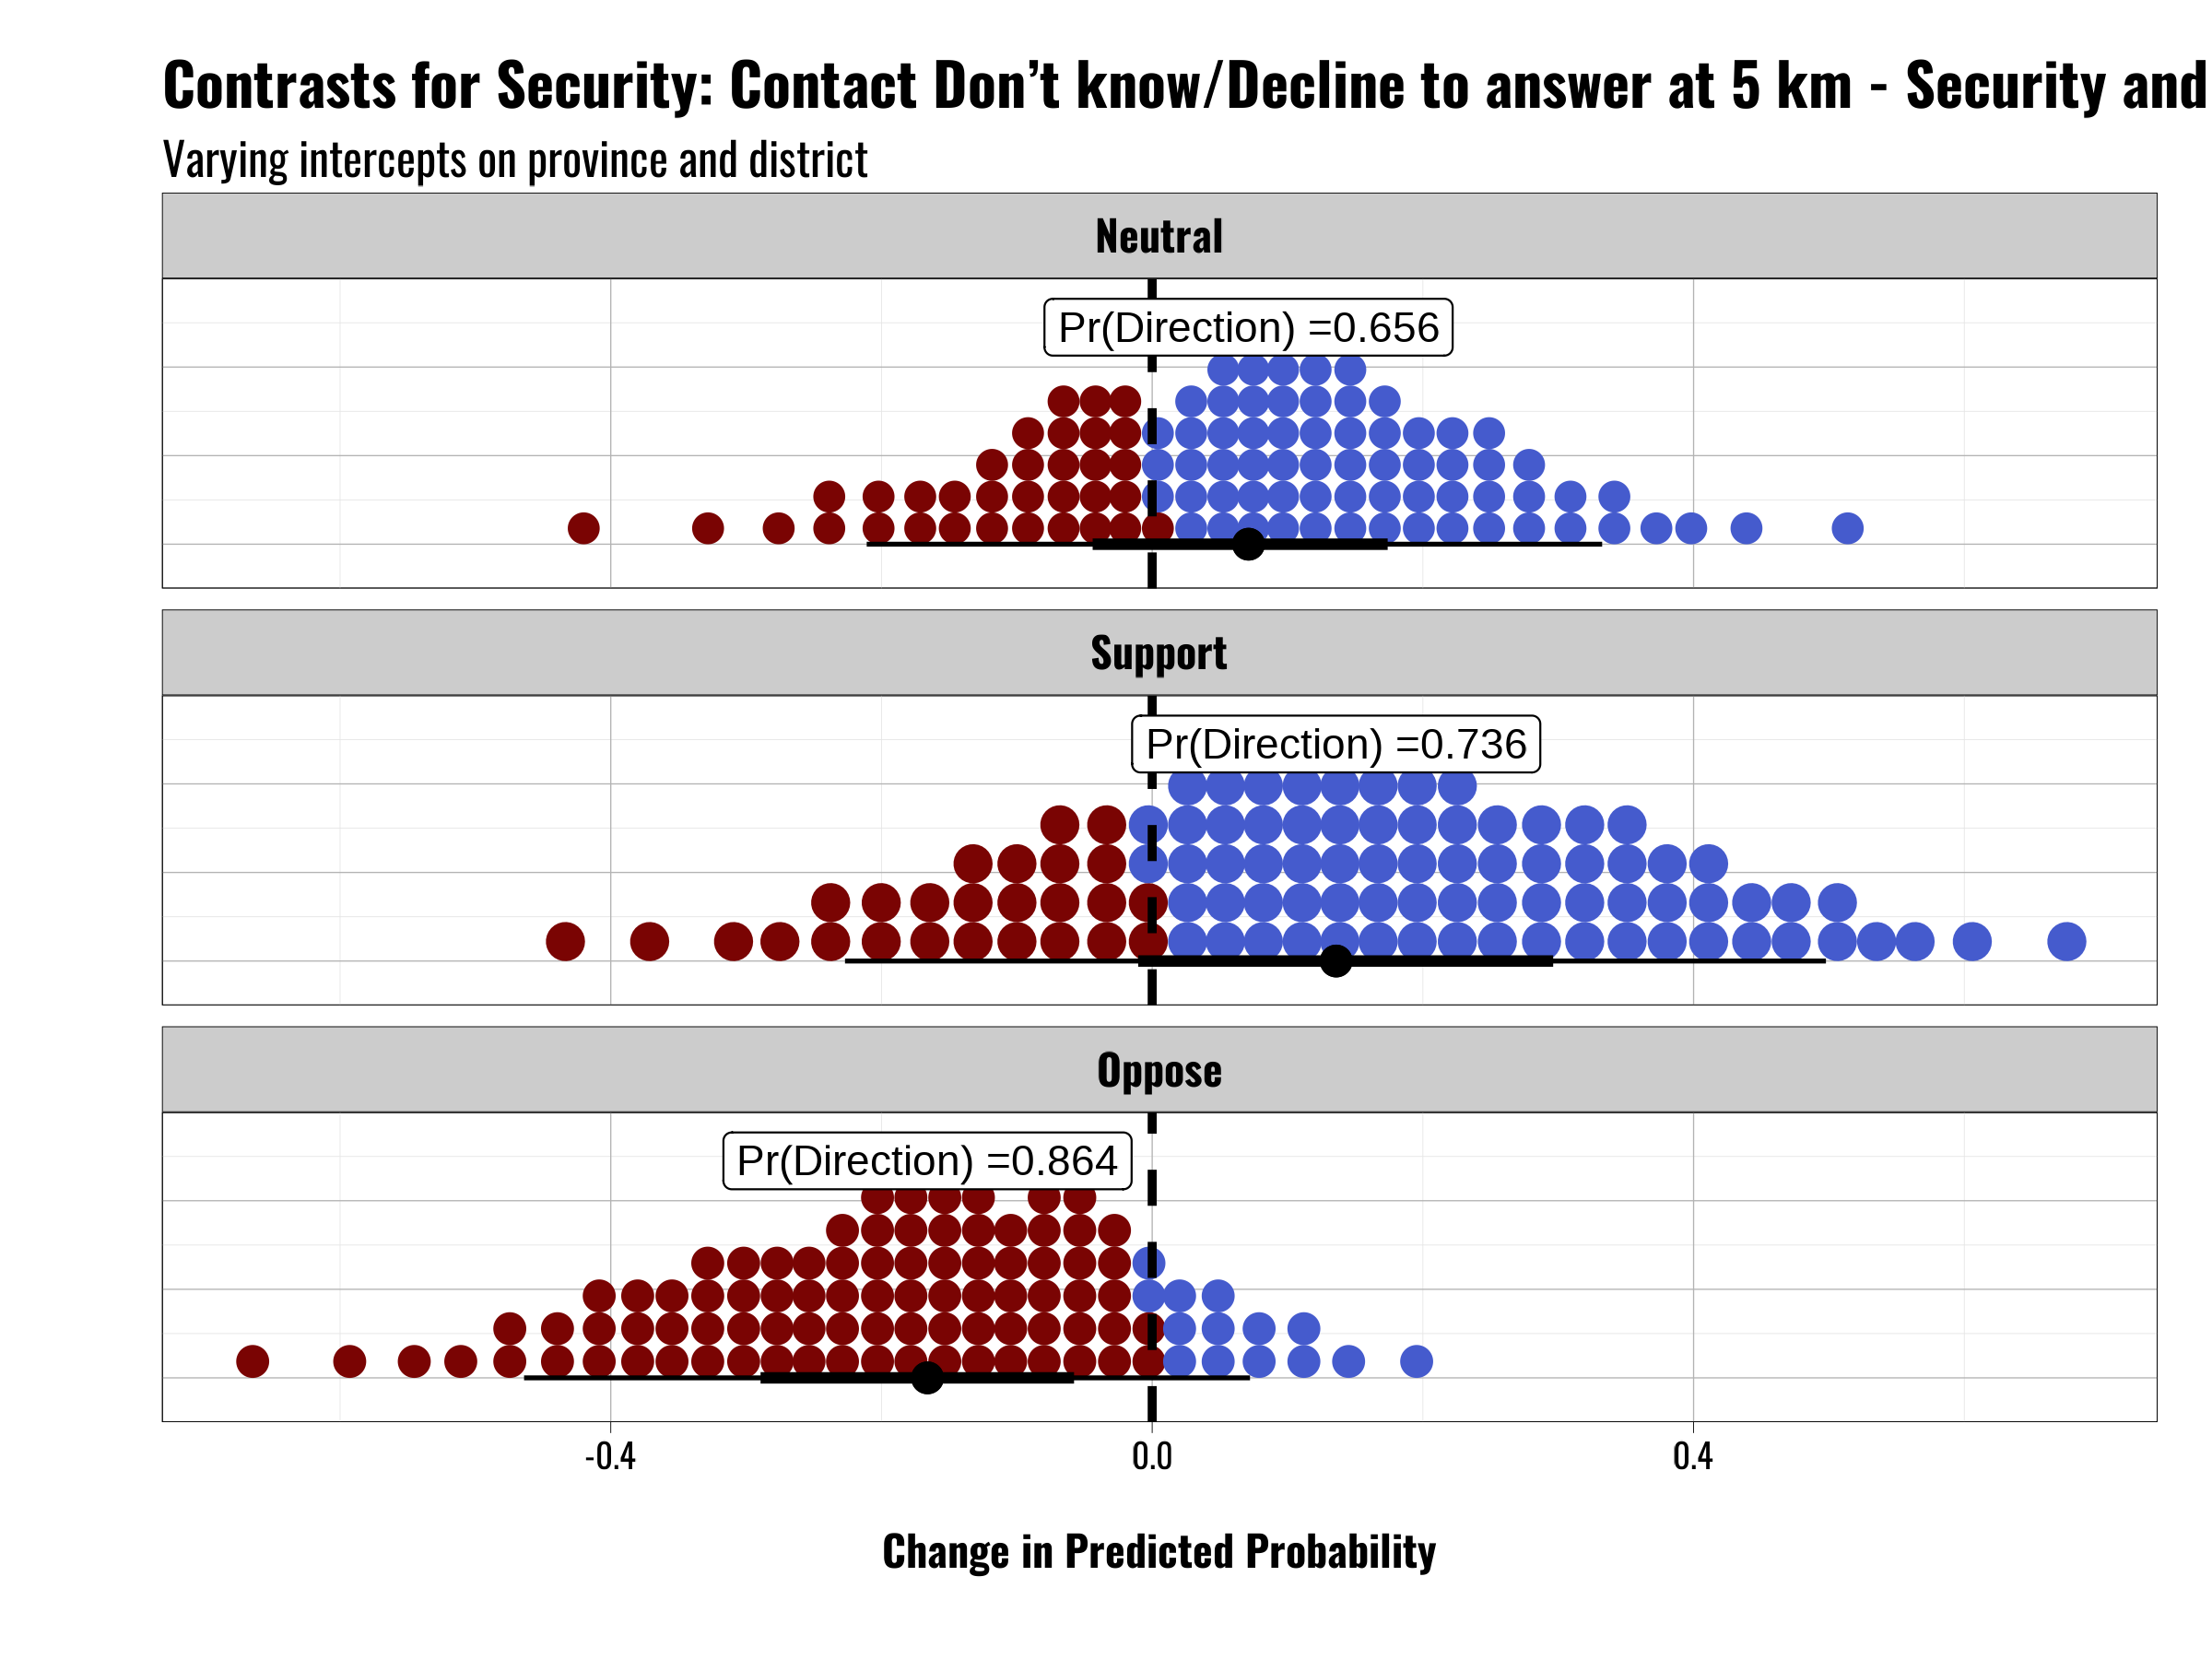 Contrasts for Security: Contact Don’t know/Decline to answer at 5 km - Security and
Varying intercepts on province and district
Neutral
Pr(Direction) =0.656
Support
Pr(Direction) =0.736
Oppose
Pr(Direction) =0.864
-0.4 0.0 0.4
Change in Predicted Probability